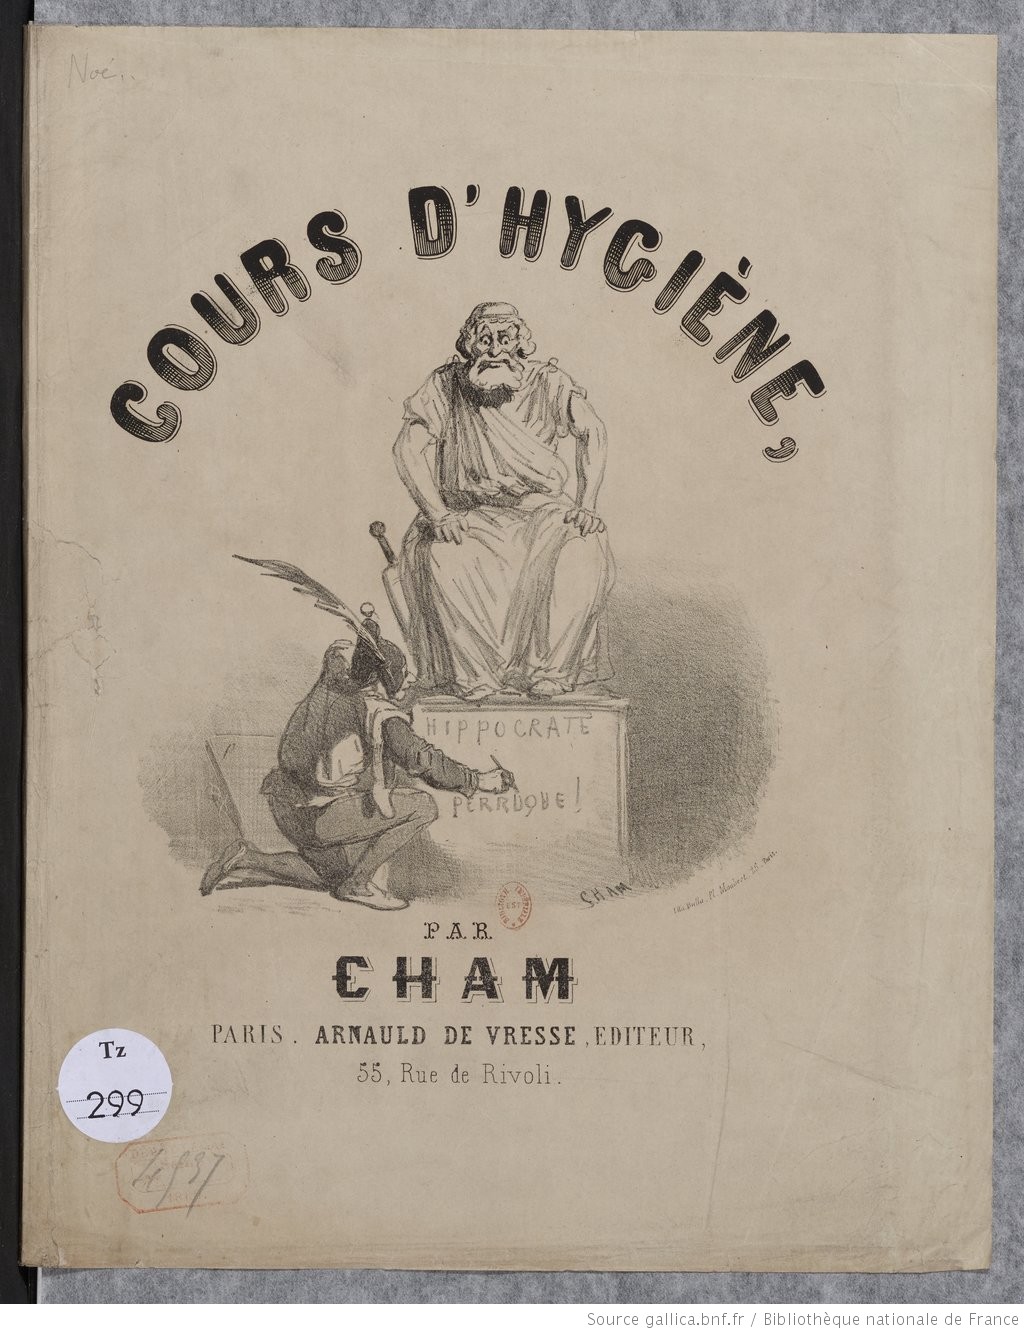 Noé..
COURS D'HYGIÈNE,
HIPPOCRATE
PERRUQUE!
CHAM
PAR
CHAM
PARIS. ARNAULD DE VRESSE, EDITEUR,
55, Rue de Rivoli.
Tz
299
Source gallica.bnf.fr / Bibliothèque nationale de France